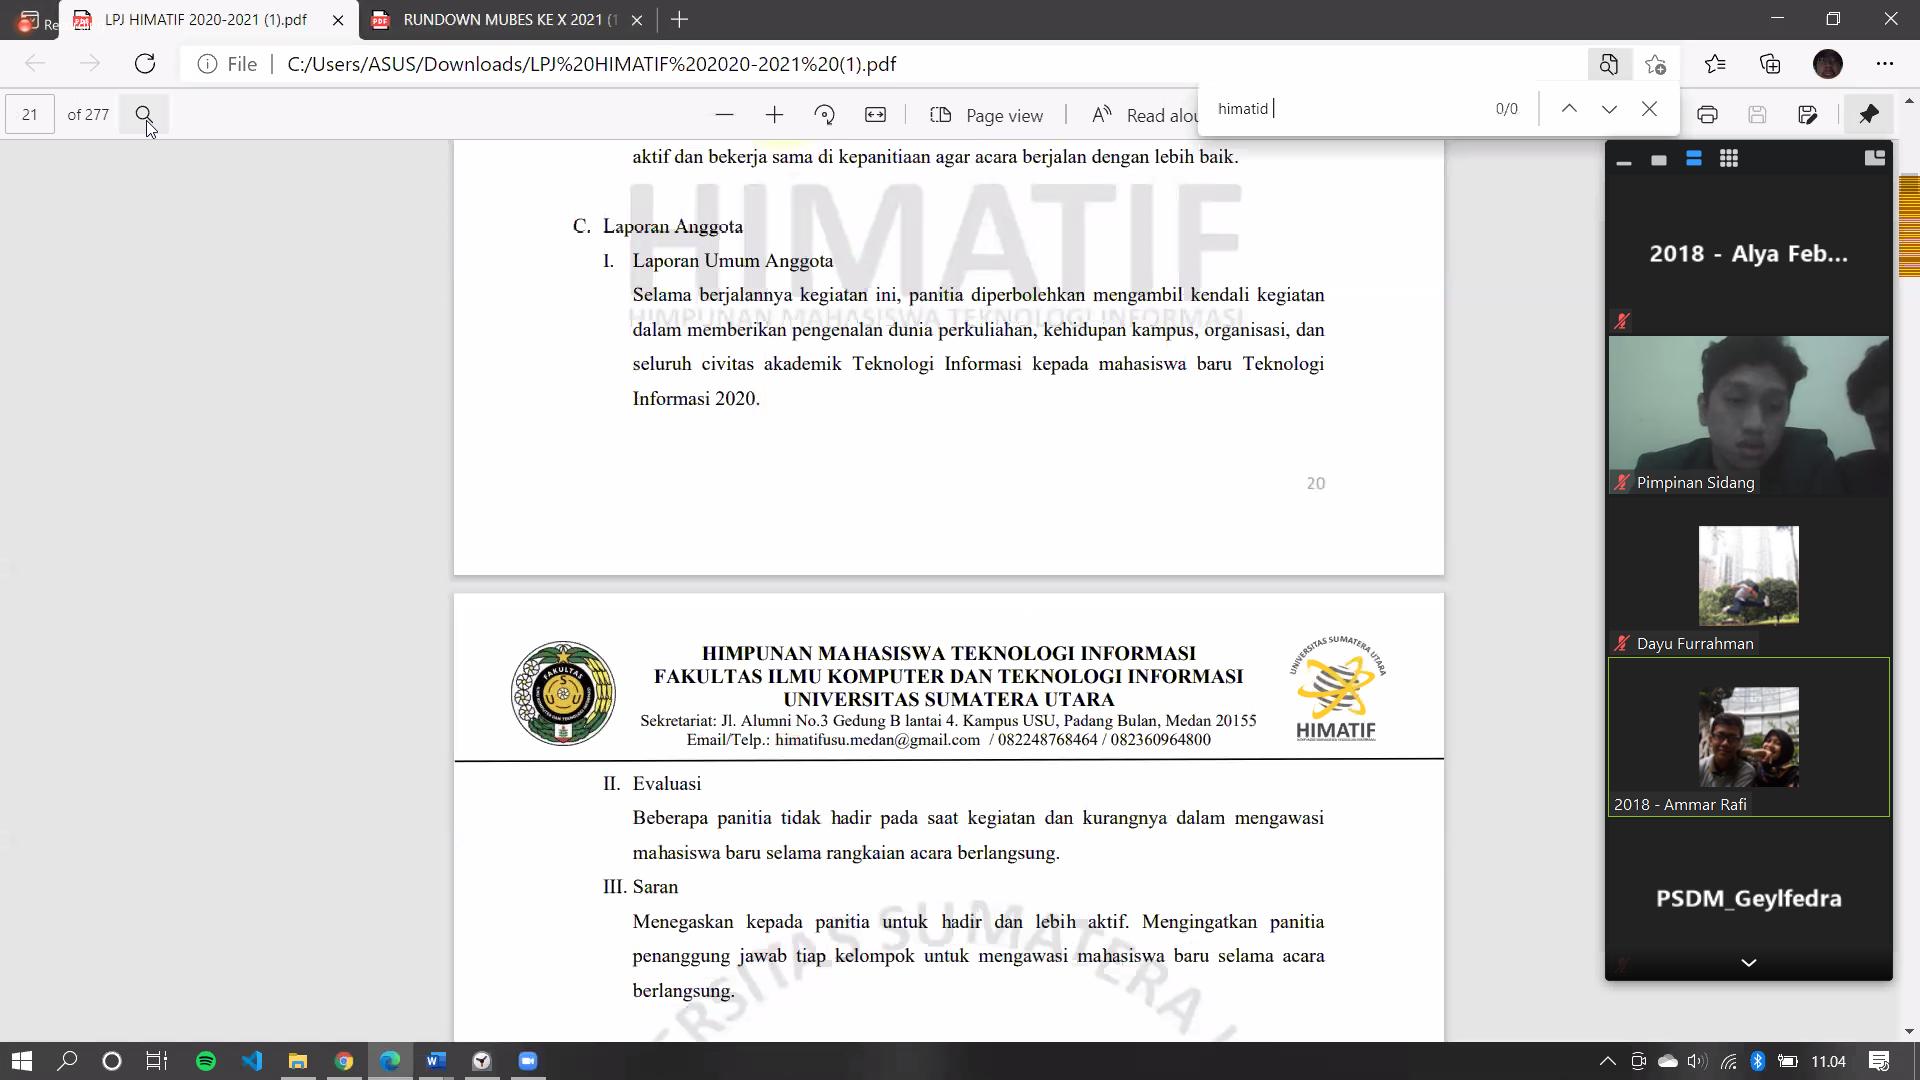 Re
LPJ HIMATIF 2020-2021 (1).pdf
RUNDOWN MUBES KE X 2021 (1
File
C:/Users/ASUS/Downloads/LPJ%20HIMATIF%202020-2021%20(1).pdf
21
of 277
Page view
Read alou
himatid
0/0
aktif dan bekerja sama di kepanitiaan agar acara berjalan dengan lebih baik.
HIMATIF
HIMPUNAN MAHASISWA TEKNOLOGI INFORMASI
C. Laporan Anggota
I. Laporan Umum Anggota
Selama berjalannya kegiatan ini, panitia diperbolehkan mengambil kendali kegiatan
dalam memberikan pengenalan dunia perkuliahan, kehidupan kampus, organisasi, dan
seluruh civitas akademik Teknologi Informasi kepada mahasiswa baru Teknologi
Informasi 2020.
20
HIMPUNAN MAHASISWA TEKNOLOGI INFORMASI
FAKULTAS ILMU KOMPUTER DAN TEKNOLOGI INFORMASI
UNIVERSITAS SUMATERA UTARA
Sekretariat: Jl. Alumni No.3 Gedung B lantai 4. Kampus USU, Padang Bulan, Medan 20155
Email/Telp.: himatifusu.medan@gmail.com / 082248768464 / 082360964800
FAKULTAS
UNIVERSITAS SUMATERA UTARA
HIMATIF
II. Evaluasi
Beberapa panitia tidak hadir pada saat kegiatan dan kurangnya dalam mengawasi
mahasiswa baru selama rangkaian acara berlangsung.
III. Saran
Menegaskan kepada panitia untuk hadir dan lebih aktif. Mengingatkan panitia
penanggung jawab tiap kelompok untuk mengawasi mahasiswa baru selama acara
berlangsung.
ERSITAS SUMATERA
2018 - Alya Feb...
Pimpinan Sidang
Dayu Furrahman
2018 - Ammar Rafi
PSDM_Geylfedra
11.04